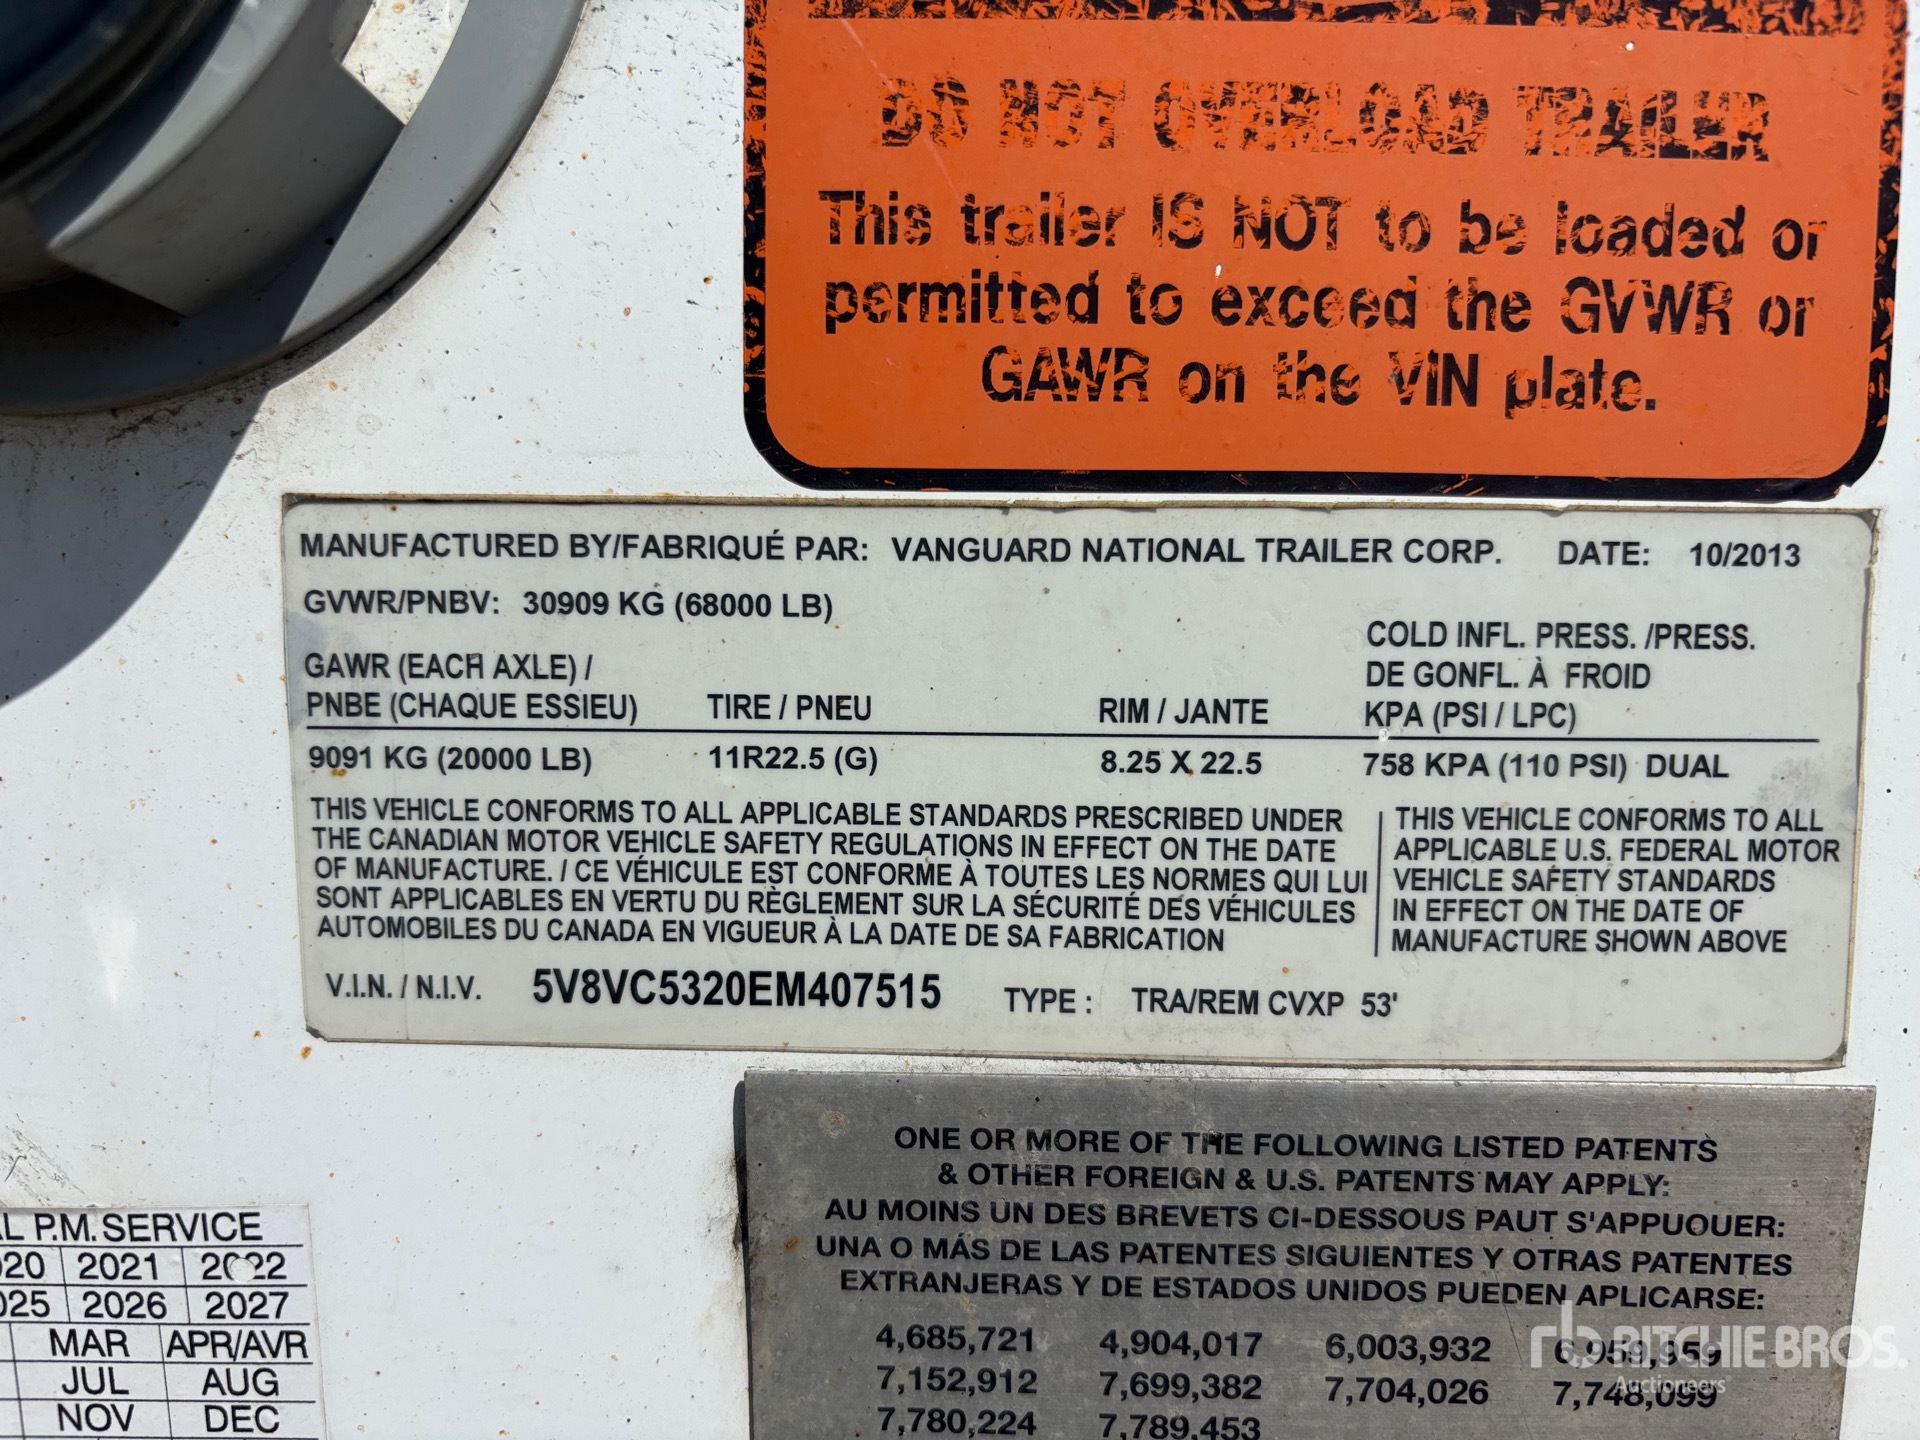 DO NOT OVERLOAD TRAILER
This trailer IS NOT to be loaded or
permitted to exceed the GVWR or
GAWR on the VIN plate.
MANUFACTURED BY/FABRIQUÉ PAR: VANGUARD NATIONAL TRAILER CORP. DATE: 10/2013
GVWR/PNBV: 30909 KG (68000 LB)
COLD INFL. PRESS. /PRESS.
GAWR (EACH AXLE) / DE GONFL. À FROID
PNBE (CHAQUE ESSIEU) TIRE / PNEU RIM / JANTE KPA (PSI / LPC)
9091 KG (20000 LB) 11R22.5 (G) 8.25 X 22.5 758 KPA (110 PSI) DUAL
THIS VEHICLE CONFORMS TO ALL APPLICABLE STANDARDS PRESCRIBED UNDER
THE CANADIAN MOTOR VEHICLE SAFETY REGULATIONS IN EFFECT ON THE DATE
OF MANUFACTURE. / CE VÉHICULE EST CONFORME À TOUTES LES NORMES QUI LUI
SONT APPLICABLES EN VERTU DU RÈGLEMENT SUR LA SÉCURITÉ DES VÉHICULES
AUTOMOBILES DU CANADA EN VIGUEUR À LA DATE DE SA FABRICATION
THIS VEHICLE CONFORMS TO ALL
APPLICABLE U.S. FEDERAL MOTOR
VEHICLE SAFETY STANDARDS
IN EFFECT ON THE DATE OF
MANUFACTURE SHOWN ABOVE
V.I.N. / N.I.V. 5V8VC5320EM407515 TYPE : TRA/REM CVXP 53'
ONE OR MORE OF THE FOLLOWING LISTED PATENTS
& OTHER FOREIGN & U.S. PATENTS MAY APPLY:
AU MOINS UN DES BREVETS CI-DESSOUS PAUT S'APPUOUER:
UNA O MÁS DE LAS PATENTES SIGUIENTES Y OTRAS PATENTES
EXTRANJERAS Y DE ESTADOS UNIDOS PUEDEN APLICARSE:
4,685,721 4,904,017 6,003,932 6,959,959
7,152,912 7,699,382 7,704,026 7,748,099
7,780,224 7,789,453
L P.M. SERVICE
020 2021 2022
025 2026 2027
MAR APR/AVR
JUL AUG
NOV DEC
rb RITCHIE BROS.
Auctioneers